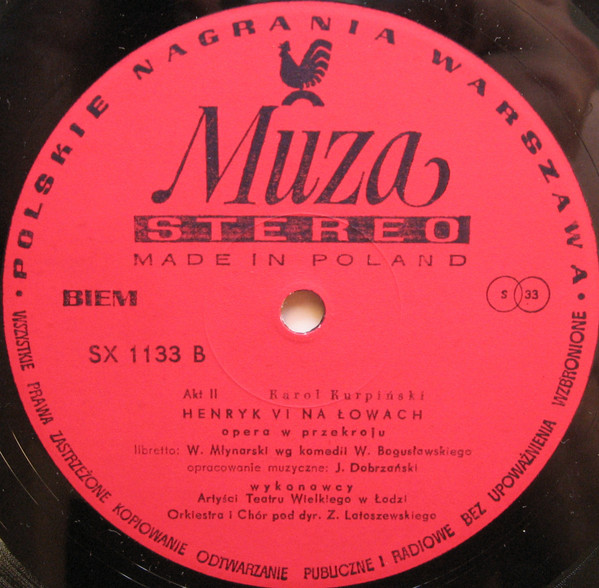 • POLSKIE NAGRANIA WARSZAWA •
Muza
STEREO
MADE IN POLAND
BIEM
S 33
SX 1133 B
Akt II Karol Kurpiński
HENRYK VI NA ŁOWACH
opera w przekroju
libretto: W. Młynarski wg komedii W. Bogusławskiego
opracowanie muzyczne: J. Dobrzański
wykonawcy
Artyści Teatru Wielkiego w Łodzi
Orkiestra i Chór pod dyr. Z. Latoszewskiego
WSZYSTKIE PRAWA ZASTRZEŻONE KOPIOWANIE ODTWARZANIE PUBLICZNE I RADIOWE BEZ UPOWAŻNIENIA WZBRONIONE